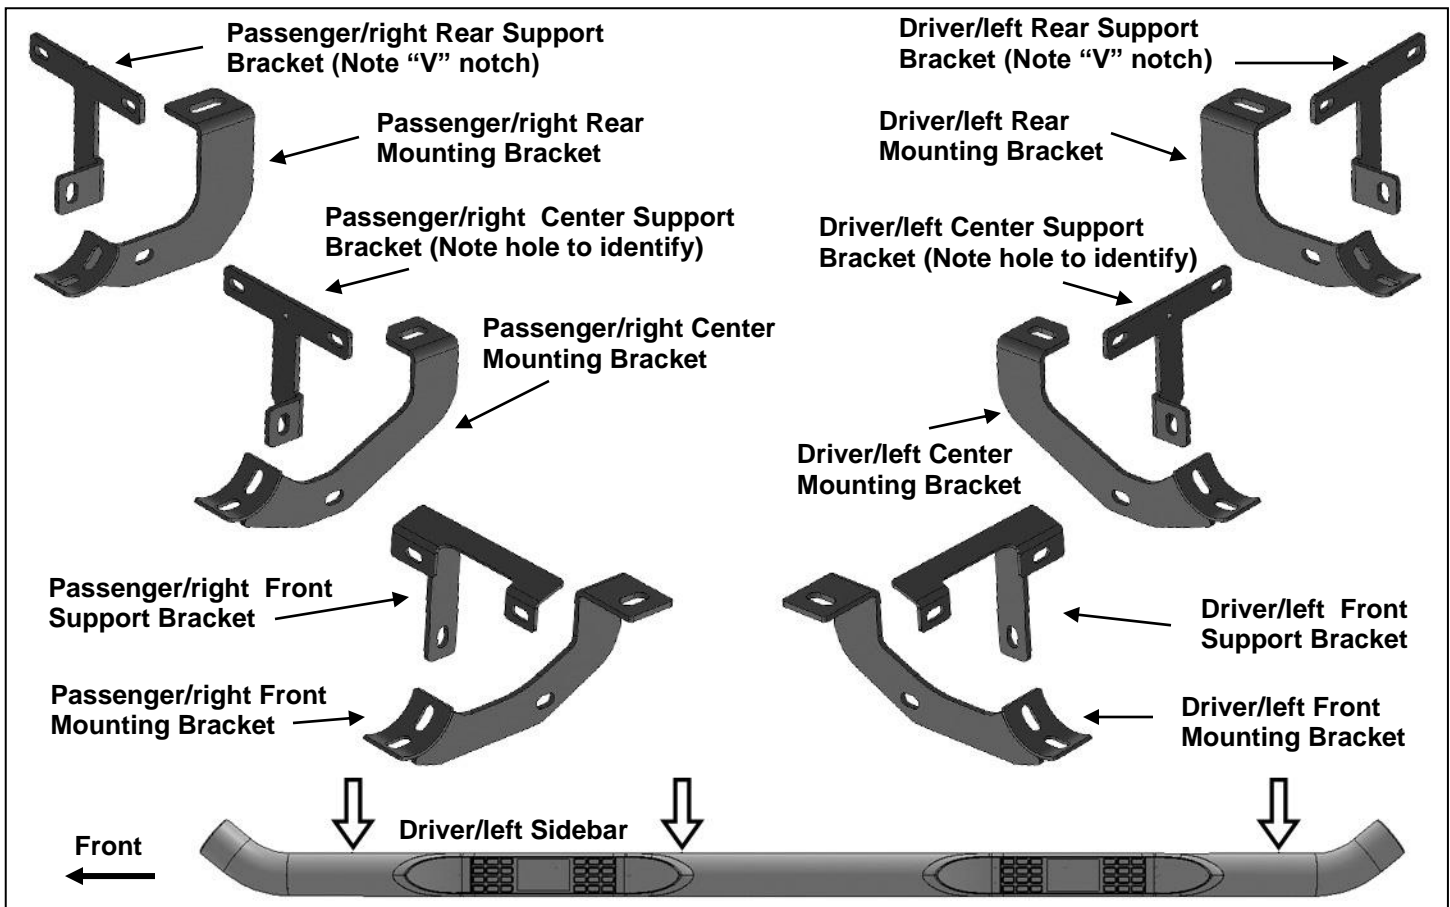 Passenger/right Rear Support
Bracket (Note “V” notch)
Driver/left Rear Support
Bracket (Note “V” notch)
Passenger/right Rear
Mounting Bracket
Driver/left Rear
Mounting Bracket
Passenger/right  Center Support
Bracket (Note hole to identify)
Driver/left Center Support
Bracket (Note hole to identify)
Passenger/right Center
Mounting Bracket
Driver/left Center
Mounting Bracket
Passenger/right  Front
Support Bracket
Driver/left  Front
Support Bracket
Passenger/right Front
Mounting Bracket
Driver/left Front
Mounting Bracket
Driver/left Sidebar
Front